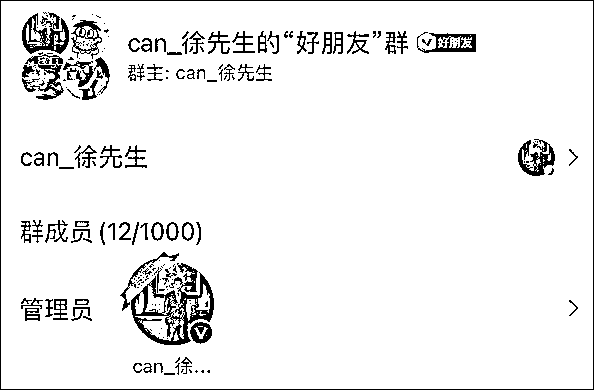 can_徐先生的“好朋友”群 好朋友
群主: can_徐先生
can_徐先生
群成员 (12/1000)
管理员
can_徐...